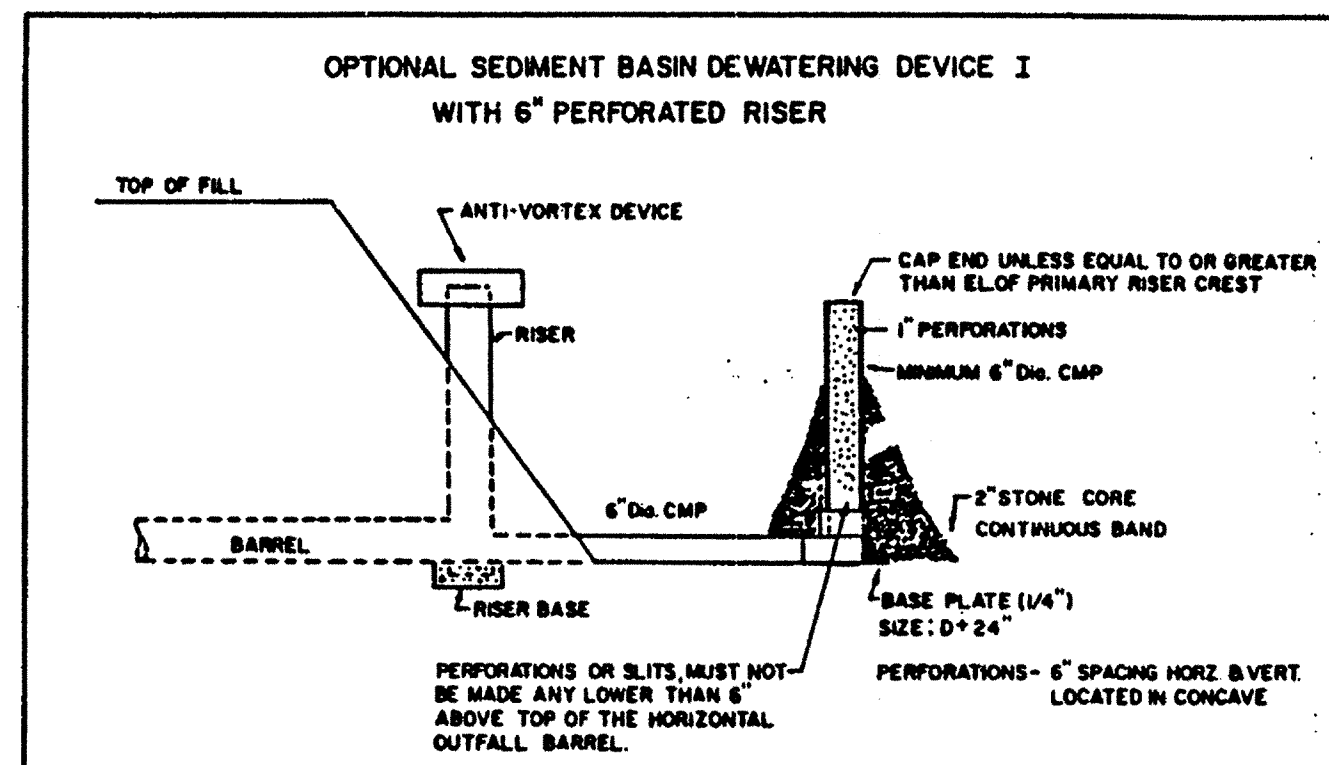 OPTIONAL SEDIMENT BASIN DEWATERING DEVICE I
WITH 6" PERFORATED RISER
TOP OF FILL
ANTI-VORTEX DEVICE
CAP END UNLESS EQUAL TO OR GREATER
THAN EL.OF PRIMARY RISER CREST
1" PERFORATIONS
RISER
MINIMUM 6" Dia. CMP
6" Dia. CMP
2" STONE CORE
CONTINUOUS BAND
BARREL
BASE PLATE (1/4")
SIZE: D+24"
RISER BASE
PERFORATIONS OR SLITS, MUST NOT
BE MADE ANY LOWER THAN 6"
ABOVE TOP OF THE HORIZONTAL
OUTFALL BARREL.
PERFORATIONS- 6" SPACING HORZ. & VERT.
LOCATED IN CONCAVE